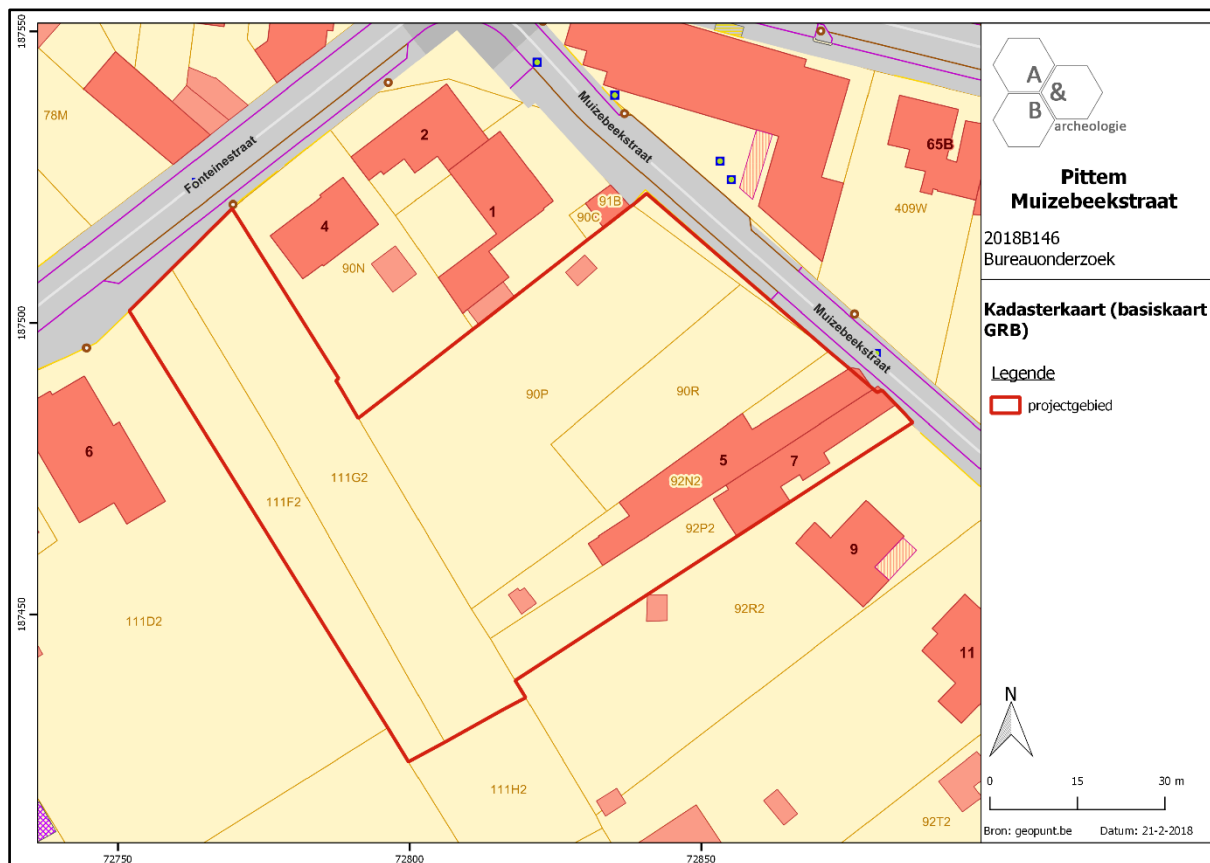 187550
187500
187450
72750
72800
72850
78M
Fonteinestraat
Muizebeekstraat
Muizebeekstraat
2
4
1
90N
90C
91B
65B
409W
90P
90R
6
111F2
111G2
5
7
92N2
92P2
9
111D2
92R2
11
111H2
92T2
A
&
B
archeologie
Pittem
Muizebeekstraat
2018B146
Bureauonderzoek
Kadasterkaart (basiskaart
GRB)
Legende
projectgebied
N
0 15 30 m
Bron: geopunt.be Datum: 21-2-2018